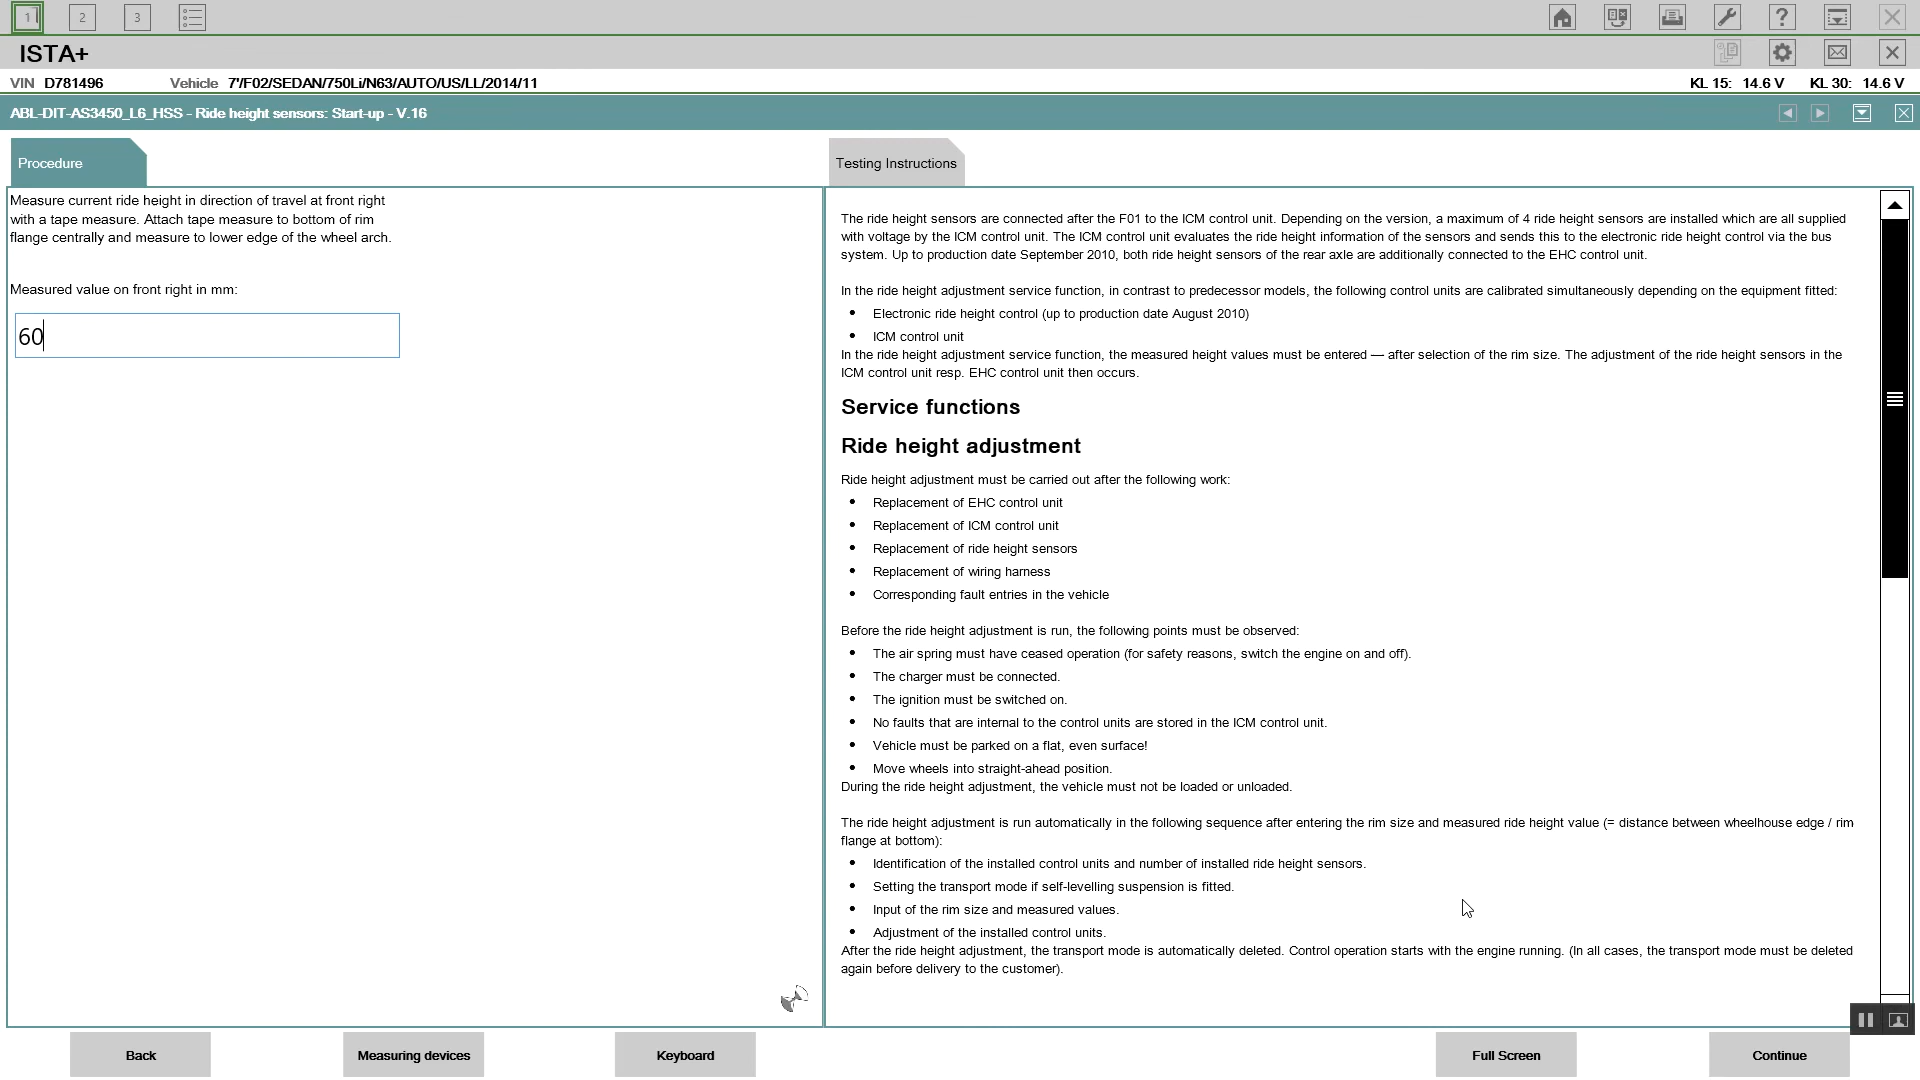 1 2 3
ISTA+
VIN D781496 Vehicle 7'/F02/SEDAN/750Li/N63/AUTO/US/LL/2014/11 KL 15: 14.6 V KL 30: 14.6 V
ABL-DIT-AS3450_L6_HSS - Ride height sensors: Start-up - V.16
Procedure
Measure current ride height in direction of travel at front right
with a tape measure. Attach tape measure to bottom of rim
flange centrally and measure to lower edge of the wheel arch.
Measured value on front right in mm:
60
Testing Instructions
The ride height sensors are connected after the F01 to the ICM control unit. Depending on the version, a maximum of 4 ride height sensors are installed which are all supplied
with voltage by the ICM control unit. The ICM control unit evaluates the ride height information of the sensors and sends this to the electronic ride height control via the bus
system. Up to production date September 2010, both ride height sensors of the rear axle are additionally connected to the EHC control unit.
In the ride height adjustment service function, in contrast to predecessor models, the following control units are calibrated simultaneously depending on the equipment fitted:
• Electronic ride height control (up to production date August 2010)
• ICM control unit
In the ride height adjustment service function, the measured height values must be entered — after selection of the rim size. The adjustment of the ride height sensors in the
ICM control unit resp. EHC control unit then occurs.
Service functions
Ride height adjustment
Ride height adjustment must be carried out after the following work:
• Replacement of EHC control unit
• Replacement of ICM control unit
• Replacement of ride height sensors
• Replacement of wiring harness
• Corresponding fault entries in the vehicle
Before the ride height adjustment is run, the following points must be observed:
• The air spring must have ceased operation (for safety reasons, switch the engine on and off).
• The charger must be connected.
• The ignition must be switched on.
• No faults that are internal to the control units are stored in the ICM control unit.
• Vehicle must be parked on a flat, even surface!
• Move wheels into straight-ahead position.
During the ride height adjustment, the vehicle must not be loaded or unloaded.
The ride height adjustment is run automatically in the following sequence after entering the rim size and measured ride height value (= distance between wheelhouse edge / rim
flange at bottom):
• Identification of the installed control units and number of installed ride height sensors.
• Setting the transport mode if self-levelling suspension is fitted.
• Input of the rim size and measured values.
• Adjustment of the installed control units.
After the ride height adjustment, the transport mode is automatically deleted. Control operation starts with the engine running. (In all cases, the transport mode must be deleted
again before delivery to the customer).
Back Measuring devices Keyboard Full Screen Continue